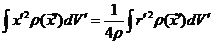 ∫ x′² ρ(x⃗) dV′ = 1/4ρ ∫ r′² ρ(x⃗) dV′